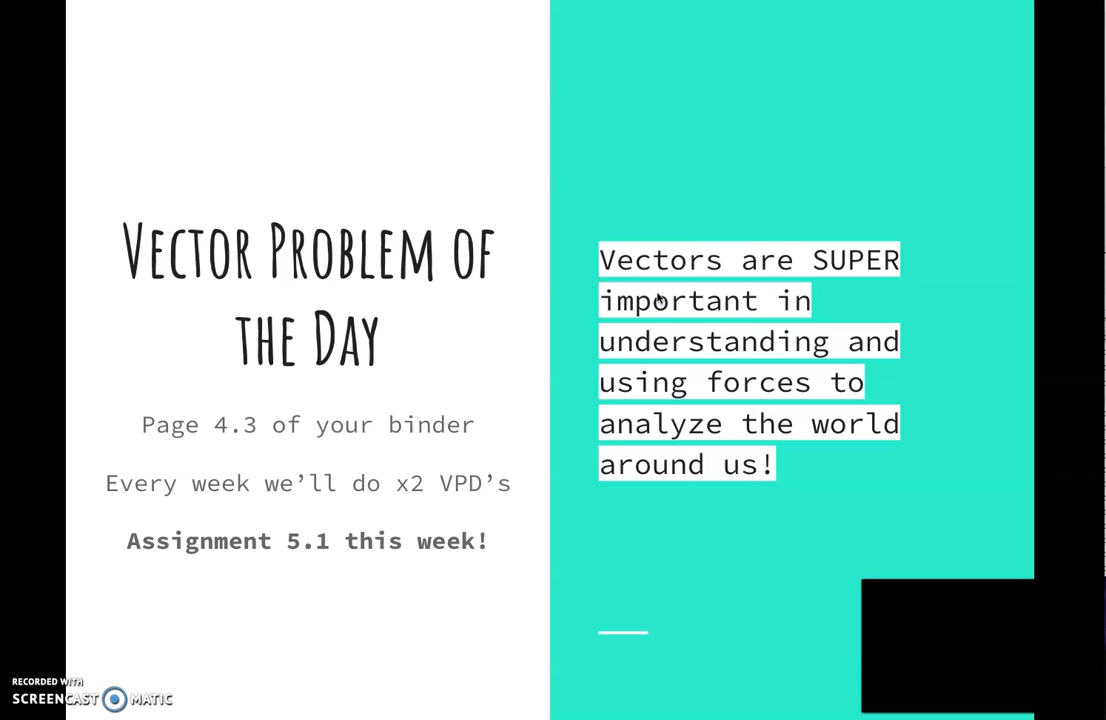 Vector Problem of
the Day
Page 4.3 of your binder
Every week we'll do x2 VPD's
Assignment 5.1 this week!
Vectors are SUPER
important in
understanding and
using forces to
analyze the world
around us!
RECORDED WITH
SCREENCAST MATIC